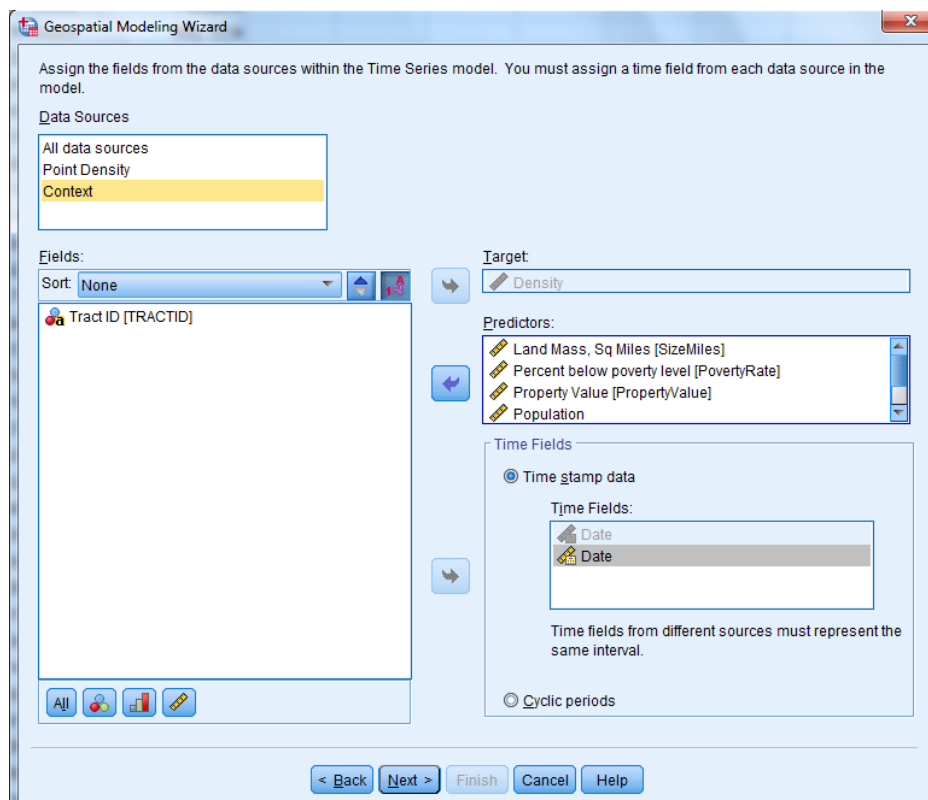 Geospatial Modeling Wizard
Assign the fields from the data sources within the Time Series model. You must assign a time field from each data source in the
model.
Data Sources
All data sources
Point Density
Context
Fields:
Sort: None
Tract ID [TRACTID]
All
Target:
Density
Predictors:
Land Mass, Sq Miles [SizeMiles]
Percent below poverty level [PovertyRate]
Property Value [PropertyValue]
Population
Time Fields
Time stamp data
Time Fields:
Date
Date
Time fields from different sources must represent the
same interval.
Cyclic periods
< Back Next > Finish Cancel Help